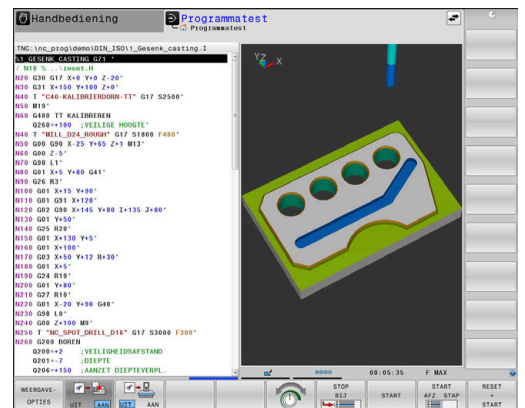 Handbediening
Programmatest
Programmatest
TNC:\nc_prog\demo\DIN_ISO\1_Gesenk_casting.I
%1_GESENK_CASTING G71 *
/ N10 % ..\reset.H
N20 G30 G17 X+0 Y+0 Z-20*
N30 G31 X+150 Y+100 Z+0*
N40 T "C40-KALIBRIERDORN-TT" G17 S2500*
N50 M19*
N60 G480 TT KALIBREREN
Q260=+100 ;VEILIGE HOOGTE*
N40 T "MILL_D24_ROUGH" G17 S1800 F400*
N50 G00 G90 X-25 Y+65 Z+1 M13*
N60 G00 Z-5*
N70 G98 L1*
N80 G01 X+5 Y+80 G41*
N90 G26 R3*
N100 G01 X+15 Y+90*
N110 G01 G91 X+120*
N120 G02 G90 X+145 Y+80 I+135 J+80*
N130 G01 Y+50*
N140 G25 R20*
N150 G01 X+130 Y+5*
N160 G01 X+100*
N170 G03 X+50 Y+12 R+30*
N180 G01 X+5*
N190 G24 R10*
N200 G01 Y+80*
N210 G27 R10*
N220 G01 X-20 Y+90 G40*
N230 G98 L0*
N240 G00 Z+100 M9*
N250 T "NC_SPOT_DRILL_D16" G17 S3000 F300*
N260 G200 BOREN
Q200=+2 ;VEILIGHEIDSAFSTAND
Q201=-7 ;DIEPTE
Q206=+150 ;AANZET DIEPTEVERPL.
YZ X
00:05:35 F MAX
WEERGAVE-
OPTIES
UIT AAN
UIT AAN
STOP
BIJ
START
START
AFZ. STAP
RESET
+
START